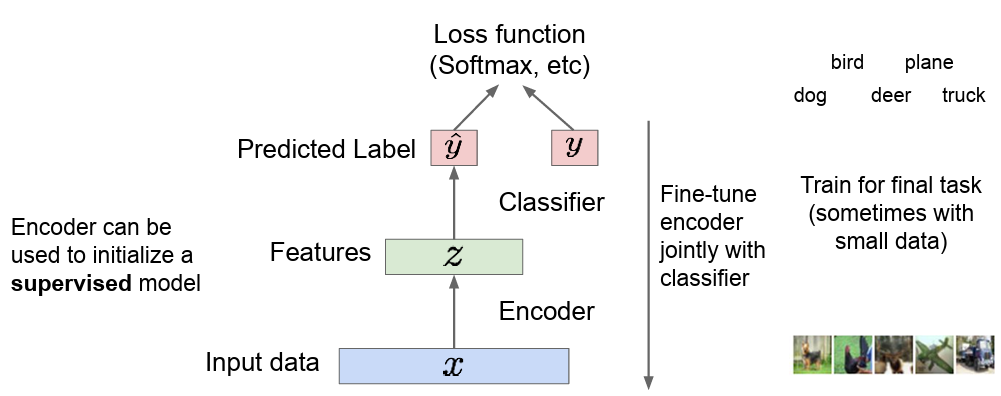 Loss function
(Softmax, etc)
bird plane
dog deer truck
Predicted Label ŷ y
Classifier
Fine-tune
encoder
jointly with
classifier
Train for final task
(sometimes with
small data)
Encoder can be
used to initialize a
supervised model
Features z
Encoder
Input data x